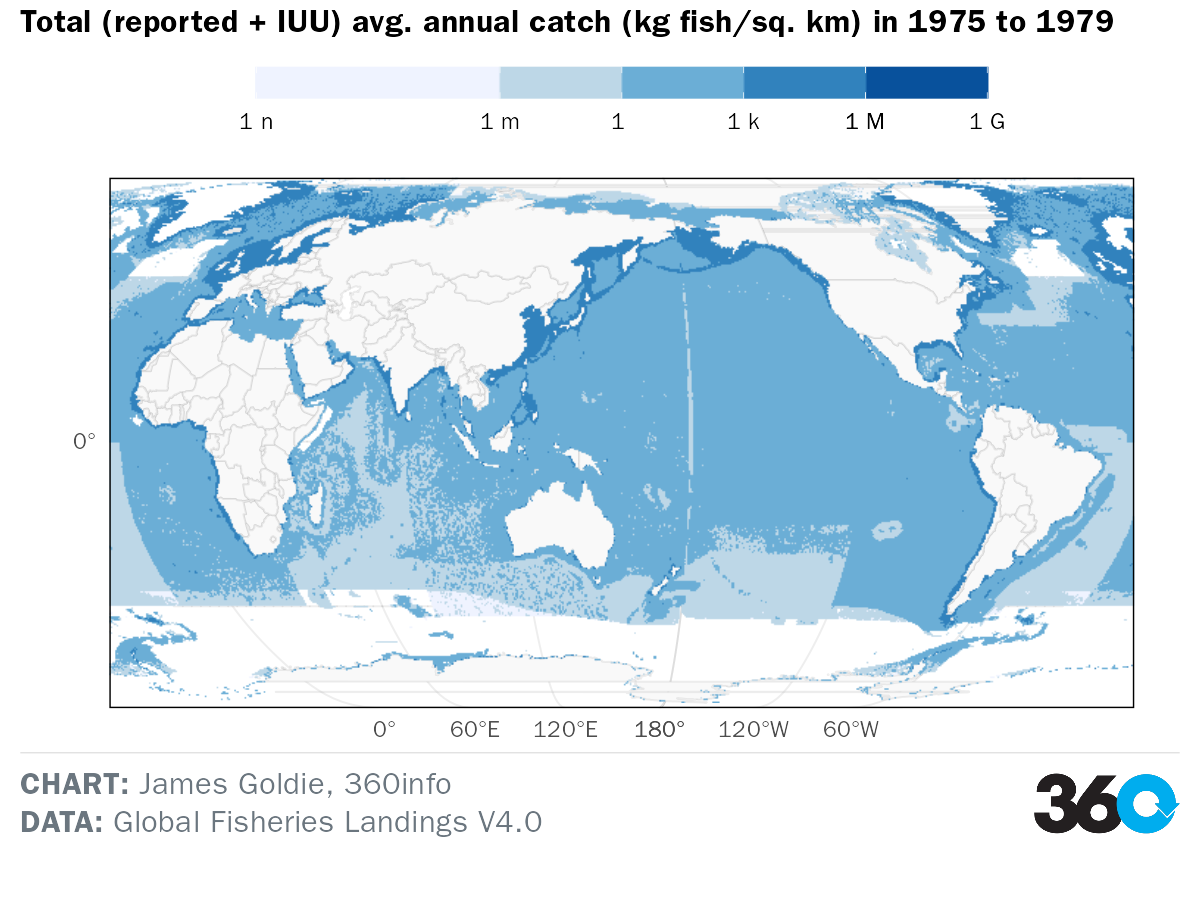 Total (reported + IUU) avg. annual catch (kg fish/sq. km) in 1975 to 1979
1 n 1 m 1 1 k 1 M 1 G
0°
0° 60°E 120°E 180° 120°W 60°W
CHART: James Goldie, 360info
DATA: Global Fisheries Landings V4.0
360